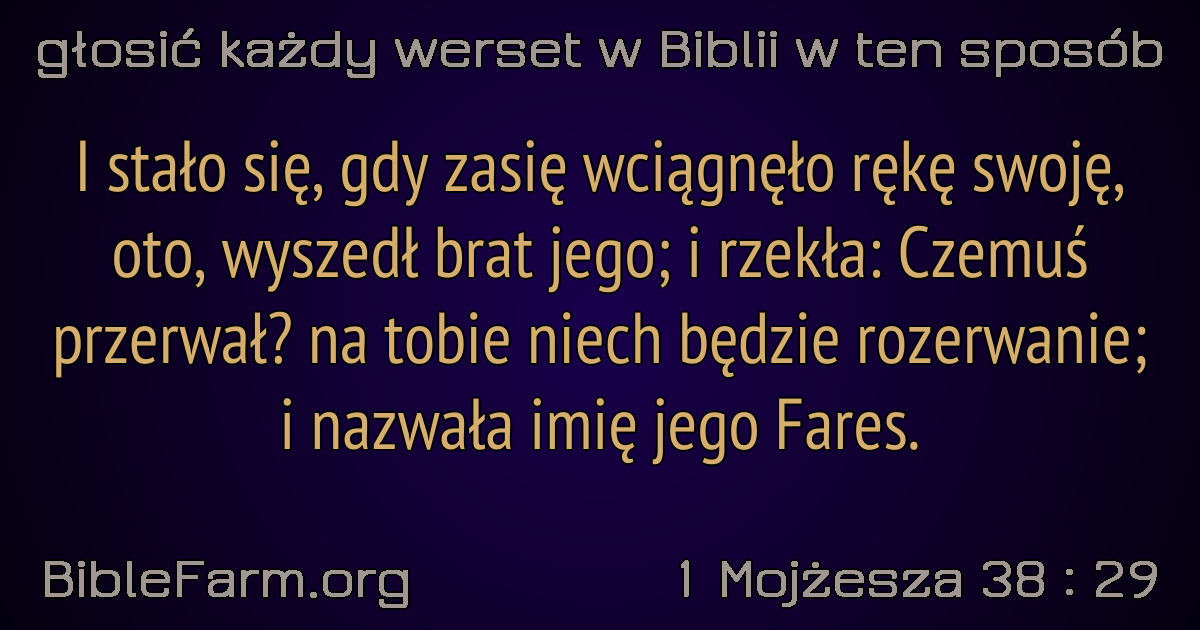 głosić każdy werset w Biblii w ten sposób
I stało się, gdy zasię wciągnęło rękę swoję,
oto, wyszedł brat jego; i rzekła: Czemuś
przerwał? na tobie niech będzie rozerwanie;
i nazwała imię jego Fares.
BibleFarm.org
1 Mojżesza 38 : 29